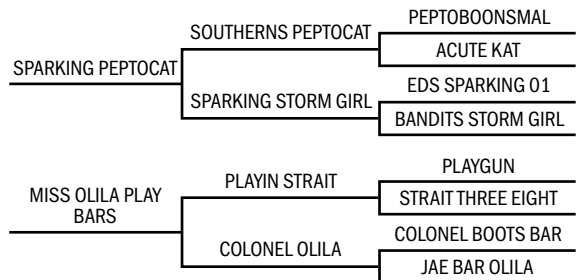 PEPTOBOONSMAL
SOUTHERNS PEPTOCAT
ACUTE KAT
SPARKING PEPTOCAT
EDS SPARKING 01
SPARKING STORM GIRL
BANDITS STORM GIRL
PLAYGUN
PLAYIN STRAIT
STRAIT THREE EIGHT
MISS OLILA PLAY
BARS
COLONEL BOOTS BAR
COLONEL OLILA
JAE BAR OLILA